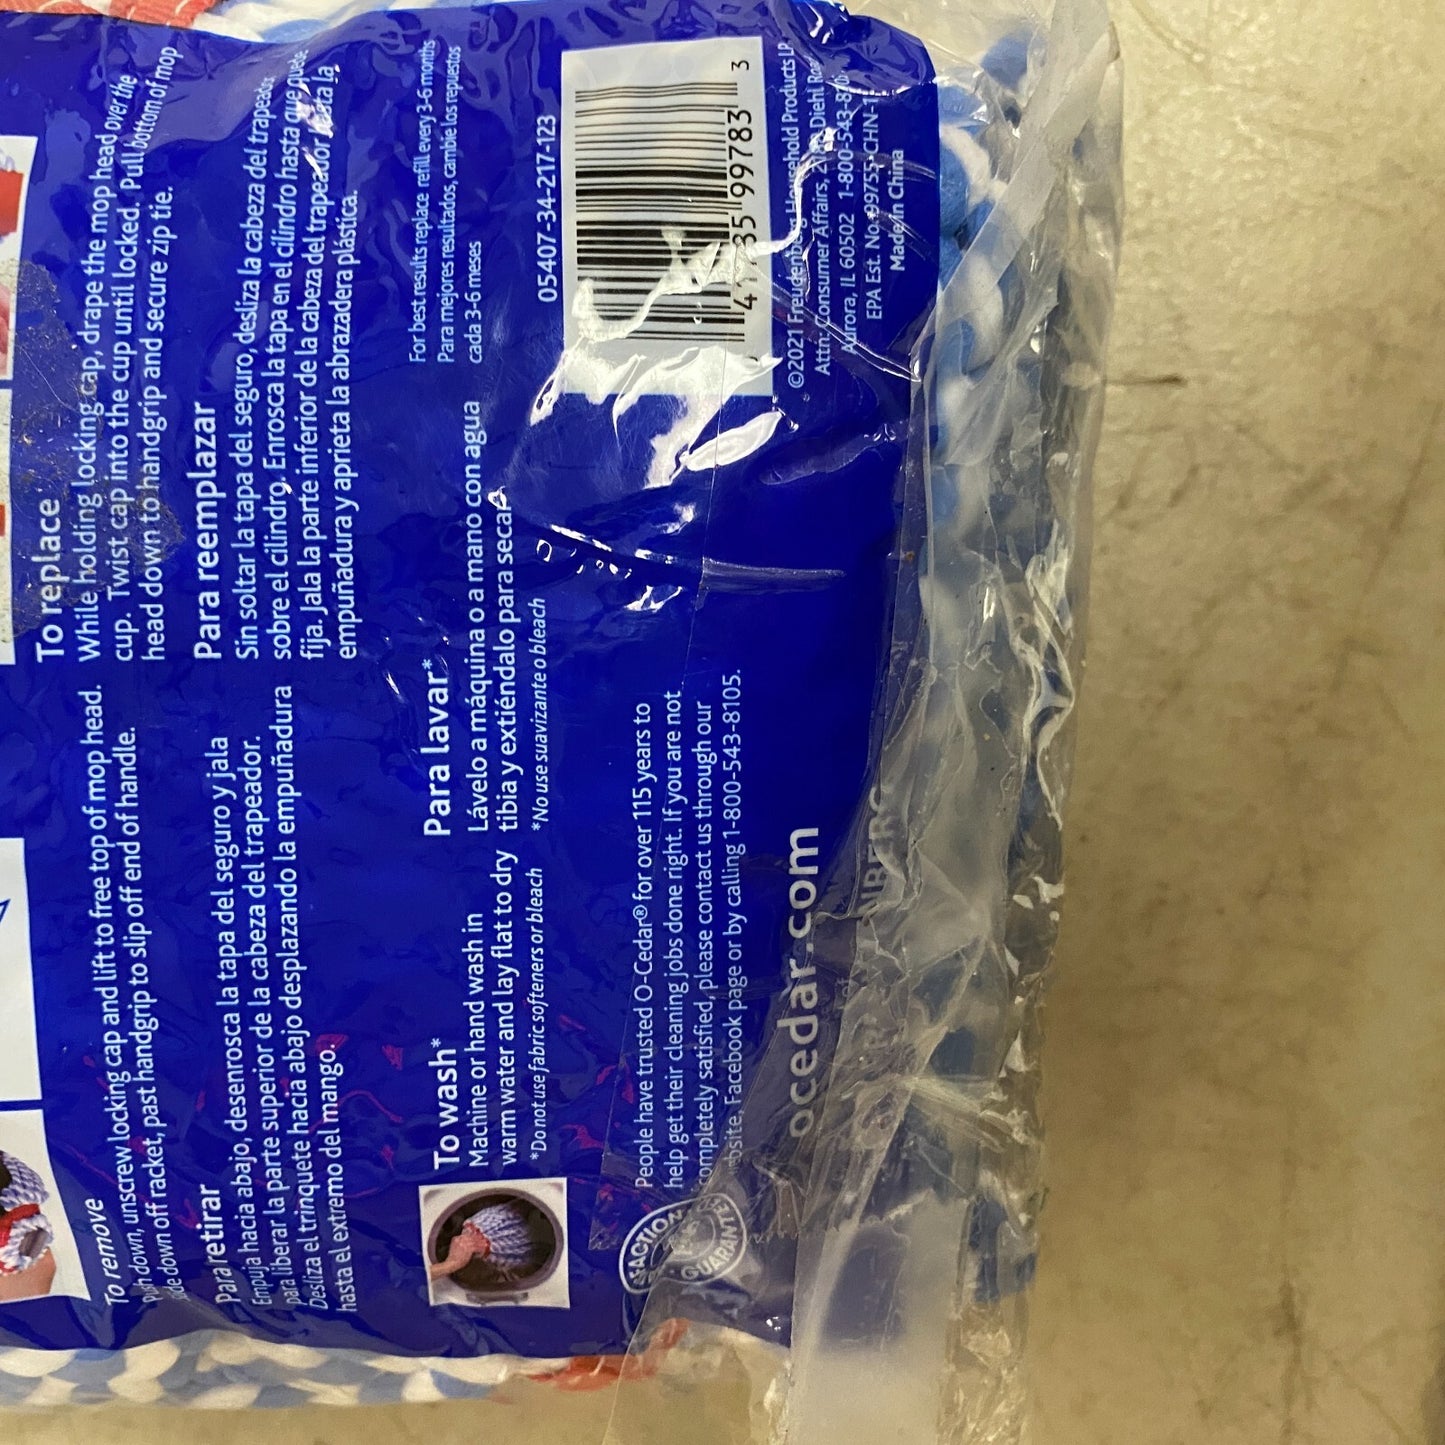 To remove
down, unscrew locking cap and lift to free top of mop head.
down off racket, past handgrip to slip off end of handle.
Para retirar
Empuja hacia abajo, desenrosca la tapa del seguro y jala
para liberar la parte superior de la cabeza del trapeador.
Desliza el trinquete hacia abajo desplazando la empuñadura
hasta el extremo del mango.
To replace
While holding locking cap, drape the mop head over the
cup. Twist cap into the cup until locked. Pull bottom of mop
head down to handgrip and secure zip tie.
Para reemplazar
Sin soltar la tapa del seguro, desliza la cabeza del trapeador
sobre el cilindro. Enrosca la tapa en el cilindro hasta que quede
fija. Jala la parte inferior de la cabeza del trapeador hasta la
empuñadura y aprieta la abrazadera plástica.
To wash*
Machine or hand wash in
warm water and lay flat to dry
*Do not use fabric softeners or bleach
Para lavar*
Lávelo a máquina o a mano con agua
tibia y extiéndalo para secar
*No use suavizante o bleach
For best results replace refill every 3-6 months
Para mejores resultados, cambie los repuestos
cada 3-6 meses
05407-34-217-123
99783 3
People have trusted O-Cedar® for over 115 years to
help get their cleaning jobs done right. If you are not
completely satisfied, please contact us through our
website, Facebook page or by calling 1-800-543-8105.
GUARANTEE
ocedar.com
©2021 Freudenberg Household Products LP
Attn: Consumer Affairs, Diehl Road
Aurora, IL 60502 1-800-543-8105
EPA Est. No. 99755-CHN-1
Made in China